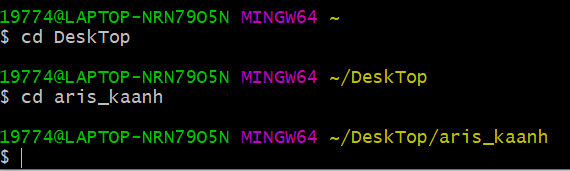 19774@LAPTOP-NRN79O5N MINGW64 ~
$ cd DeskTop
19774@LAPTOP-NRN79O5N MINGW64 ~/DeskTop
$ cd aris_kaanh
19774@LAPTOP-NRN79O5N MINGW64 ~/DeskTop/aris_kaanh
$